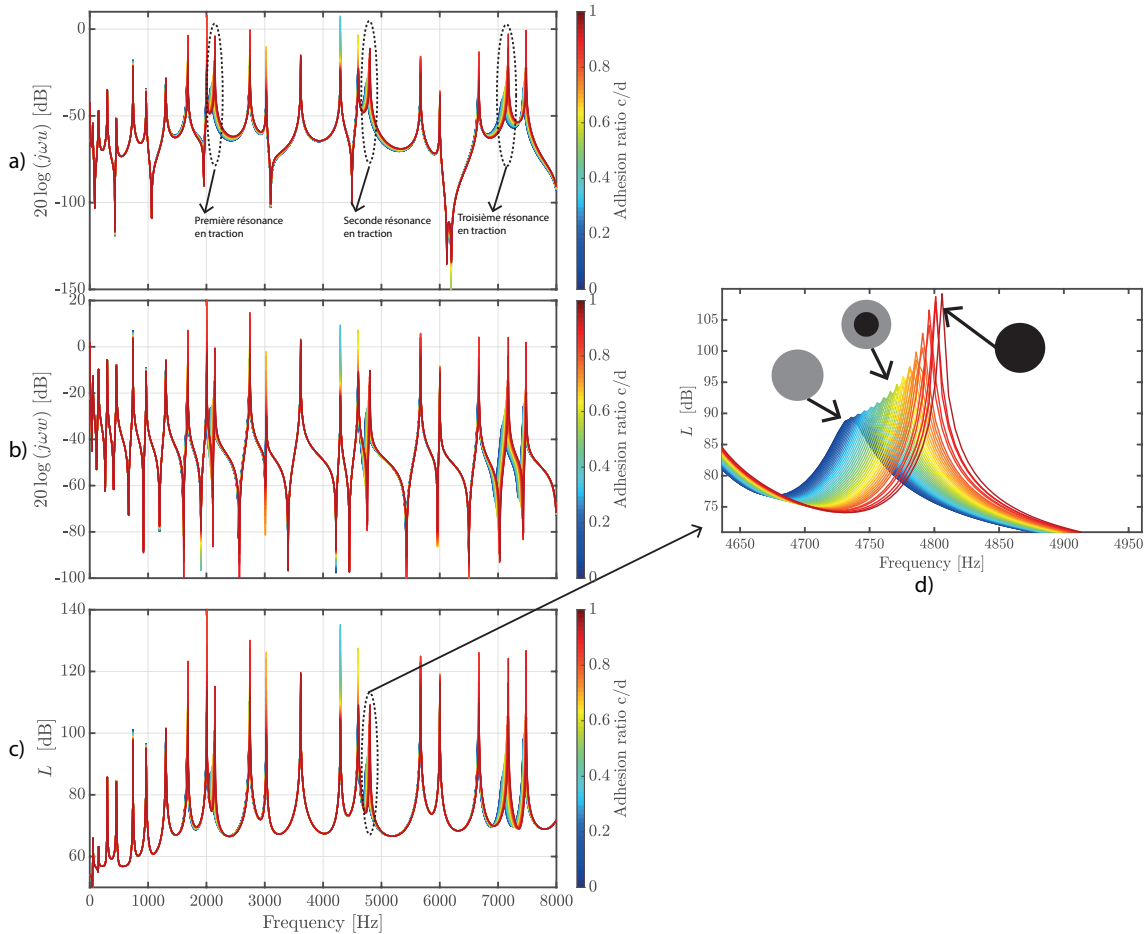 a)
20 log (jωu) [dB]
0
-50
-100
-150
Première résonance
en traction
Seconde résonance
en traction
Troisième résonance
en traction
1
0.8
0.6
0.4
0.2
0
Adhesion ratio c/d
b)
20 log (jωw) [dB]
20
0
-20
-40
-60
-80
-100
1
0.8
0.6
0.4
0.2
0
Adhesion ratio c/d
c)
L [dB]
140
120
100
80
60
0 1000 2000 3000 4000 5000 6000 7000 8000
Frequency [Hz]
1
0.8
0.6
0.4
0.2
0
Adhesion ratio c/d
L [dB]
105
100
95
90
85
80
75
4650 4700 4750 4800 4850 4900 4950
Frequency [Hz]
d)